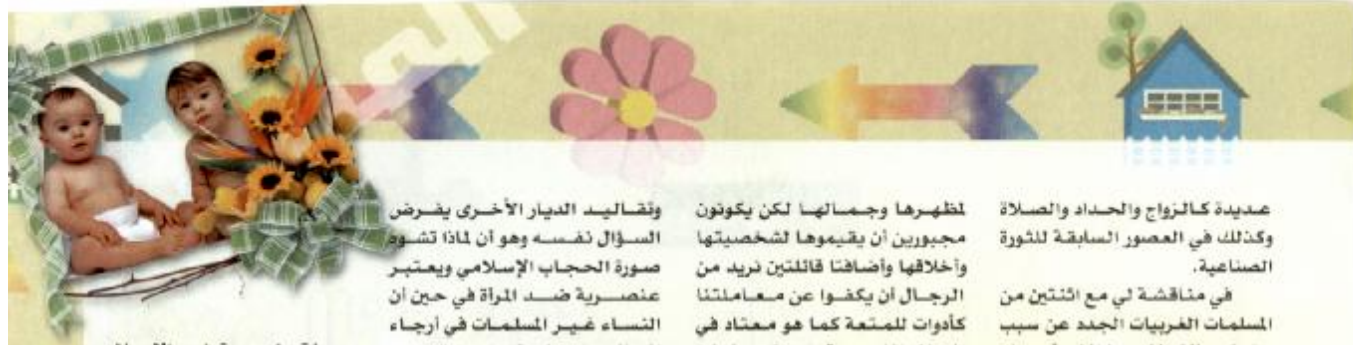 عديدة كالزواج والحداد والصلاة
وكذلك في العصور السابقة للثورة
الصناعية.
في مناقشة لي مع اثنتين من
المسلمات الغربيات الجدد عن سبب
لمظهرها وجمالها لكن يكونون
مجبورين أن يقيموها لشخصيتها
وأخلاقها وأضافتا قائلتين نريد من
الرجال أن يكفوا عن معاملتنا
كأدوات للمتعة كما هو معتاد في
وتقاليد الديار الأخرى يفرض
السؤال نفسه وهو أن لماذا تشوه
صورة الحجاب الإسلامي ويعتبر
عنصرية ضد المرأة في حين أن
النساء غير المسلمات في أرجاء